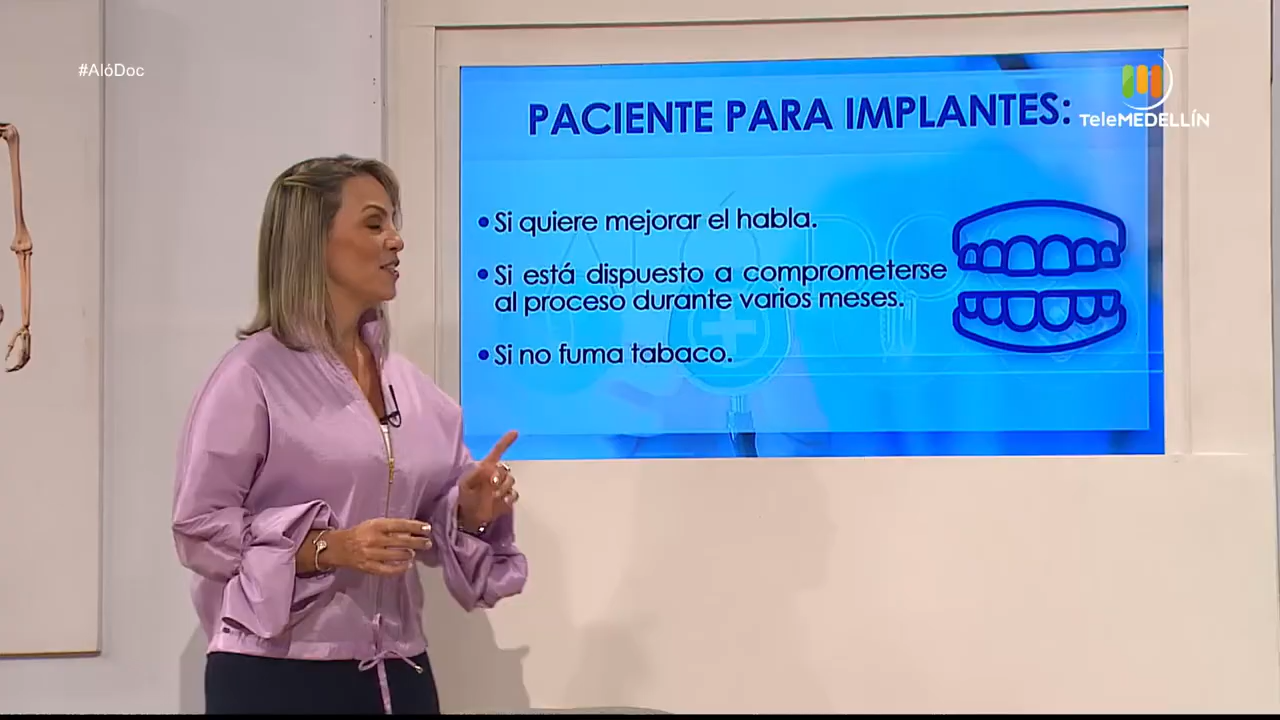 #AlóDoc
TeleMEDELLÍN
PACIENTE PARA IMPLANTES:
•Si quiere mejorar el habla.
•Si está dispuesto a comprometerse
al proceso durante varios meses.
•Si no fuma tabaco.